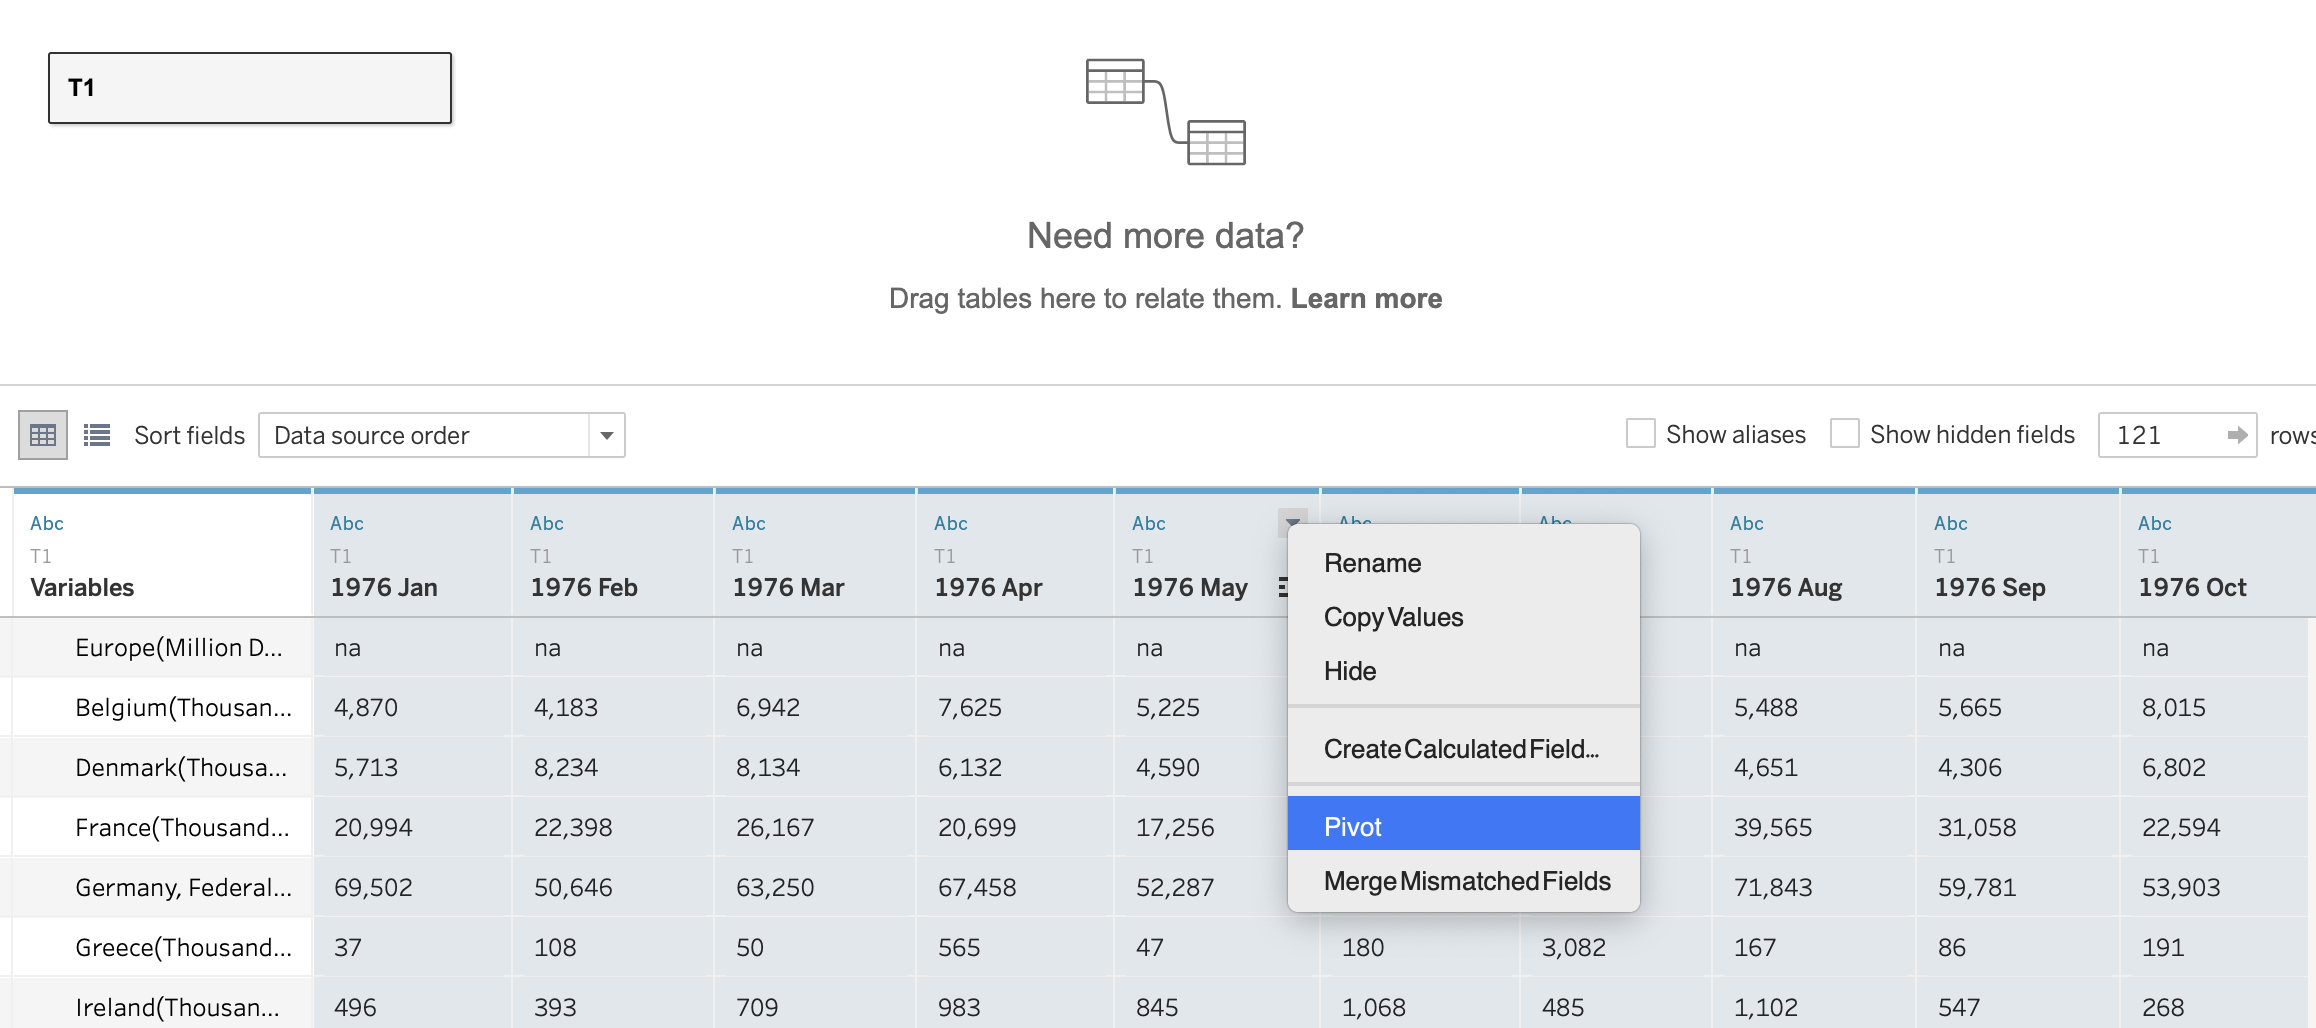 T1
Need more data?
Drag tables here to relate them. Learn more
Sort fields Data source order Show aliases Show hidden fields 121
Abc Abc Abc Abc Abc Abc Abc Abc Abc Abc Abc
T1 T1 T1 T1 T1 T1 T1 T1 T1
Variables 1976 Jan 1976 Feb 1976 Mar 1976 Apr 1976 May 1976 Aug 1976 Sep 1976 Oct
Rename
Copy Values
Hide
Create Calculated Field...
Pivot
Merge Mismatched Fields
Europe(Million D... na na na na na na na na
Belgium(Thousan... 4,870 4,183 6,942 7,625 5,225 5,488 5,665 8,015
Denmark(Thousa... 5,713 8,234 8,134 6,132 4,590 4,651 4,306 6,802
France(Thousand... 20,994 22,398 26,167 20,699 17,256 39,565 31,058 22,594
Germany, Federal... 69,502 50,646 63,250 67,458 52,287 71,843 59,781 53,903
Greece(Thousand... 37 108 50 565 47 180 3,082 167 86 191
Ireland(Thousan... 496 393 709 983 845 1,068 485 1,102 547 268